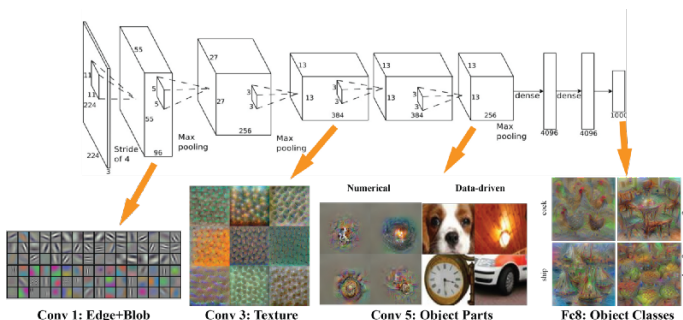 55
27
13
13
13
11
5
3
3
3
11
5
27
3
3
3
13
13
13
dense
dense
224
55
384
384
256
1000
256
Max
pooling
4096
4096
Stride
of 4
Max
pooling
Max
pooling
224
96
3
Numerical
Data-driven
cock
ship
Conv 1: Edge+Blob
Conv 3: Texture
Conv 5: Object Parts
Fc8: Object Classes